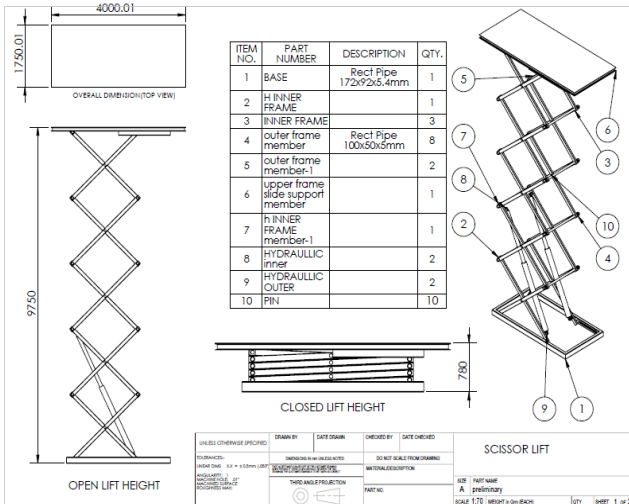 4000.01
1750.01
OVERALL DIMENSION(TOP VIEW)
ITEM NO. PART NUMBER DESCRIPTION QTY.
1 BASE Rect Pipe 172x92x5.4mm 1
2 H INNER FRAME 1
3 INNER FRAME 3
4 outer frame member Rect Pipe 100x50x5mm 8
5 outer frame member-1 2
6 upper frame slide support member 1
7 h INNER FRAME member-1 1
8 HYDRAULIC inner 2
9 HYDRAULIC OUTER 2
10 PIN 10
5
6
7
3
8
10
2
4
9
1
9750
OPEN LIFT HEIGHT
780
CLOSED LIFT HEIGHT
UNLESS OTHERWISE SPECIFIED
DRAWN BY
DATE DRAWN
CHECKED BY
DATE CHECKED
TOLERANCES:-
DIMENSIONS IN mm UNLESS NOTED
DO NOT SCALE FROM DRAWING
MATERIAL/DESCRIPTION
THIRD ANGLE PROJECTION
PART NO.
SCISSOR LIFT
SIZE
A
PART NAME
preliminary
SCALE 1:70
WEIGHT in Gm (EACH)
QTY
SHEET 1 OF